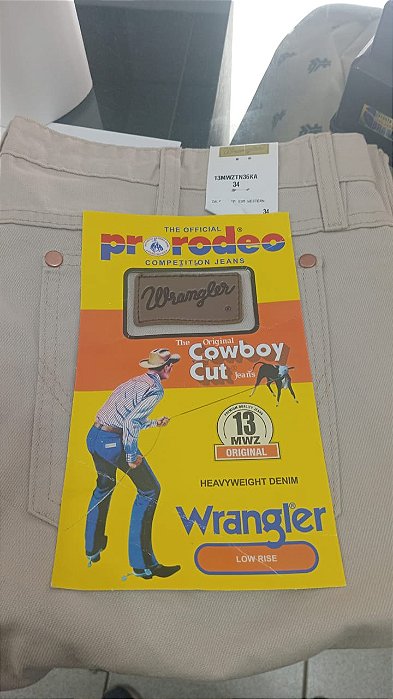 13MWZTN36KA
34
34
THE OFFICIAL
prorodeo®
COMPETITION JEANS
Wrangler
®
The Original
Cowboy
Cut Jeans
13
MWZ
ORIGINAL
HEAVYWEIGHT DENIM
Wrangler
LOW RISE